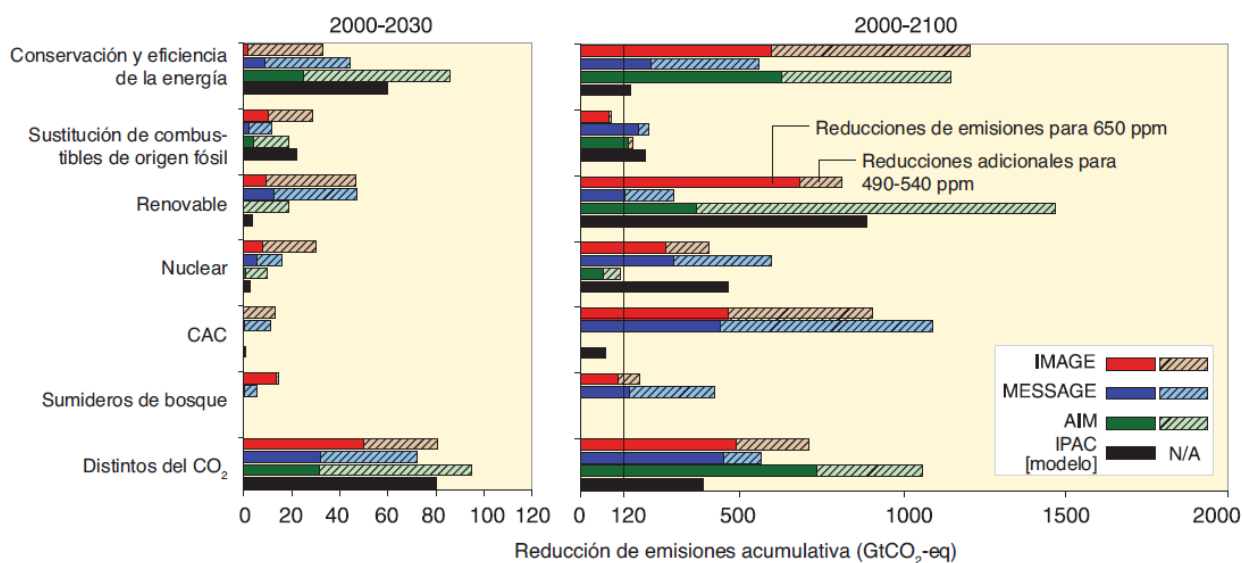 2000-2030
2000-2100
Conservación y eficiencia
de la energía
Sustitución de combus-
tibles de origen fósil
Renovable
Nuclear
CAC
Sumideros de bosque
Distintos del CO₂
Reducciones de emisiones para 650 ppm
Reducciones adicionales para
490-540 ppm
IMAGE
MESSAGE
AIM
IPAC N/A
[modelo]
0 20 40 60 80 100 120
0 120 500 1000 1500 2000
Reducción de emisiones acumulativa (GtCO₂-eq)